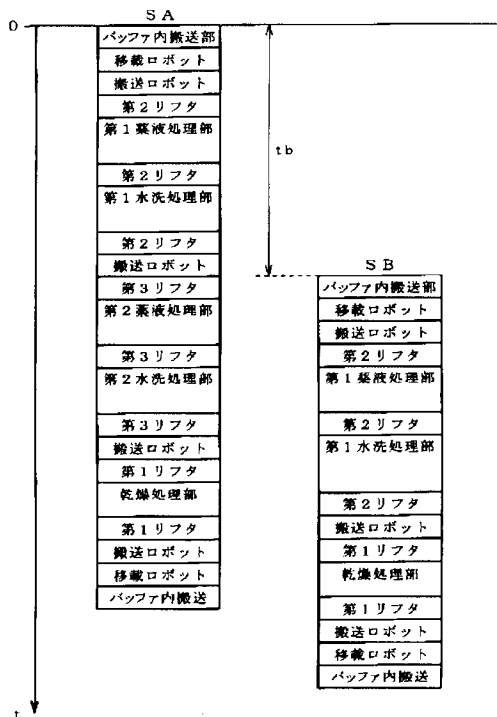 SA
0
バッファ内搬送部
移載ロボット
搬送ロボット
第2リフタ
第1薬液処理部
第2リフタ
第1水洗処理部
第2リフタ
搬送ロボット
第3リフタ
第2薬液処理部
第3リフタ
第2水洗処理部
第3リフタ
搬送ロボット
第1リフタ
乾燥処理部
第1リフタ
搬送ロボット
移載ロボット
バッファ内搬送
tb
SB
バッファ内搬送部
移載ロボット
搬送ロボット
第2リフタ
第1薬液処理部
第2リフタ
第1水洗処理部
第2リフタ
搬送ロボット
第1リフタ
乾燥処理部
第1リフタ
搬送ロボット
移載ロボット
バッファ内搬送
t